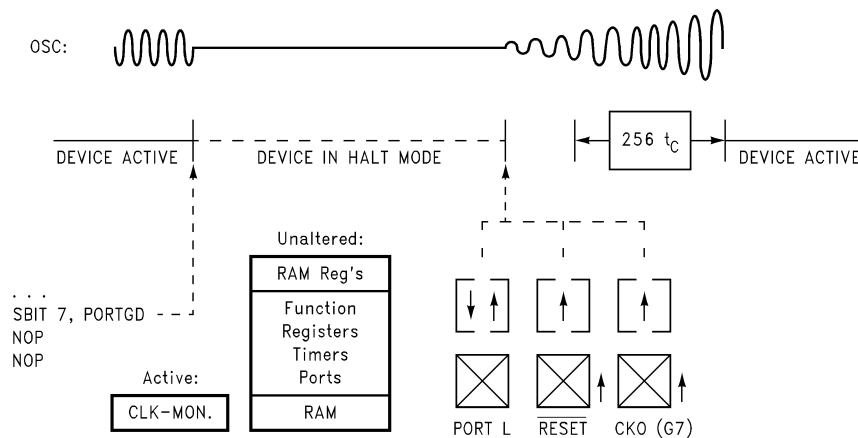 OSC:
256 tC
DEVICE ACTIVE
DEVICE IN HALT MODE
DEVICE ACTIVE
Unaltered:
RAM Reg's
Function
Registers
Timers
Ports
RAM
. . .
SBIT 7, PORTGD
NOP
NOP
Active:
CLK-MON.
PORT L
RESET
CKO (G7)